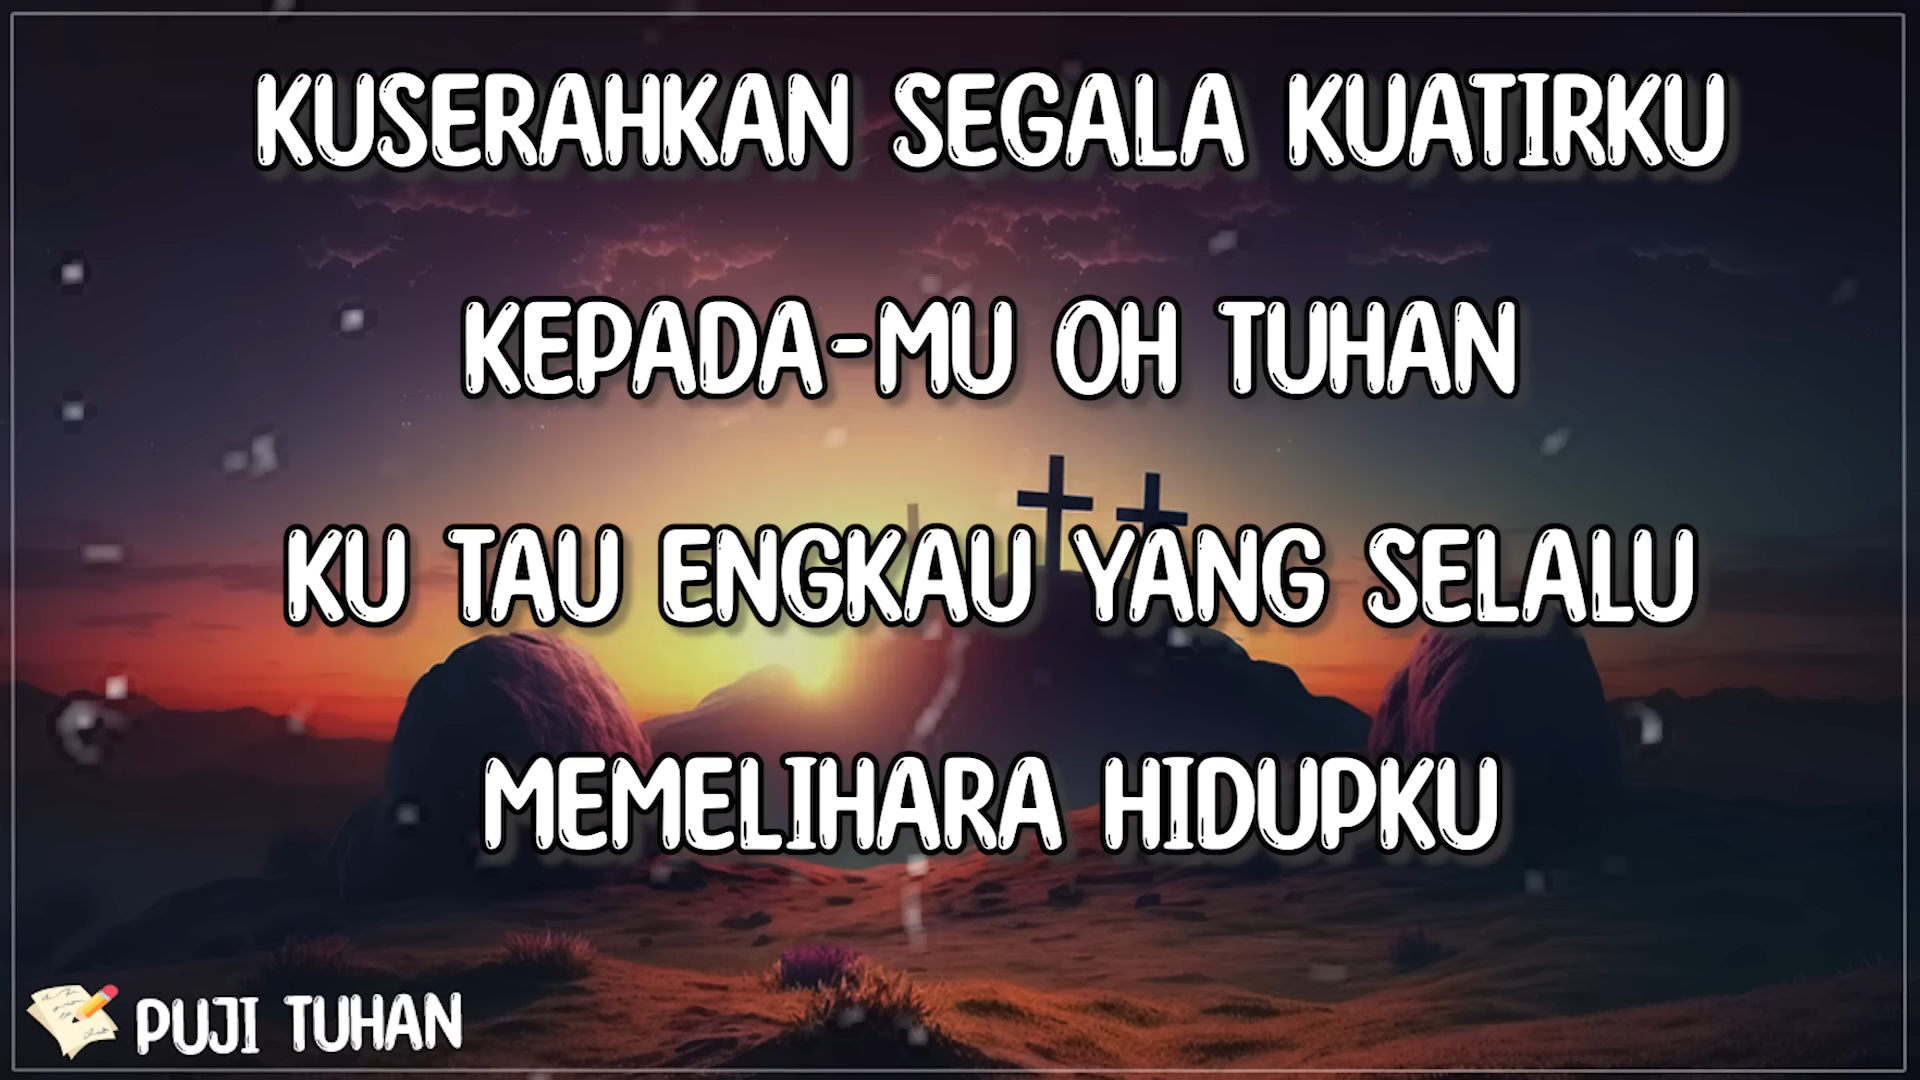 KUSERAHKAN SEGALA KUATIRKU
KEPADA-MU OH TUHAN
KU TAU ENGKAU YANG SELALU
MEMELIHARA HIDUPKU
PUJI TUHAN